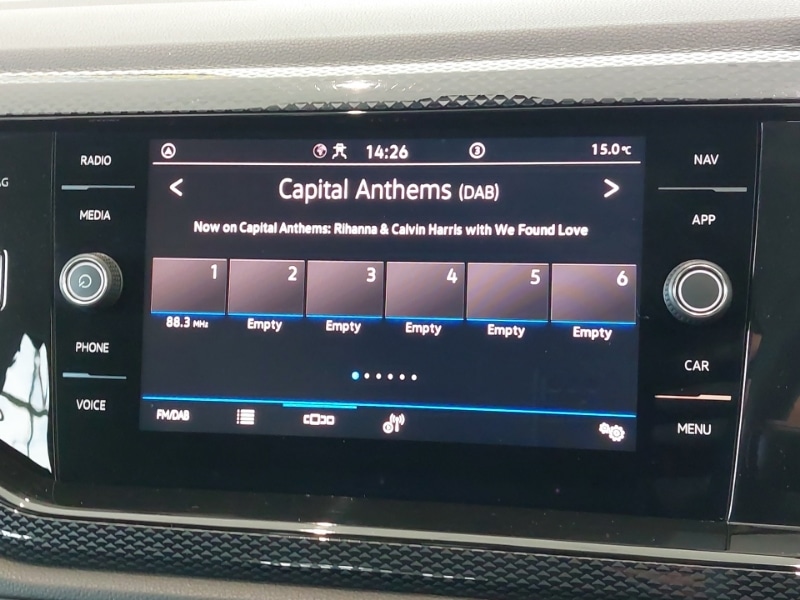 RADIO
MEDIA
PHONE
VOICE
14:26
3
15.0°C
Capital Anthems (DAB)
Now on Capital Anthems: Rihanna & Calvin Harris with We Found Love
1 2 3 4 5 6
88.3 MHz Empty Empty Empty Empty Empty
FM/DAB
NAV
APP
CAR
MENU